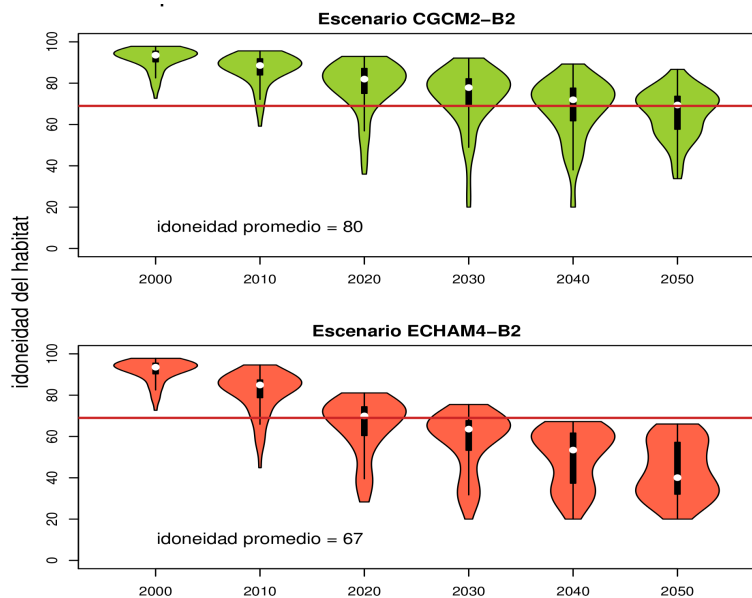 Escenario CGCM2-B2
idoneidad del habitat
100
80
60
40
20
0
idoneidad promedio = 80
2000 2010 2020 2030 2040 2050
Escenario ECHAM4-B2
100
80
60
40
20
0
idoneidad promedio = 67
2000 2010 2020 2030 2040 2050